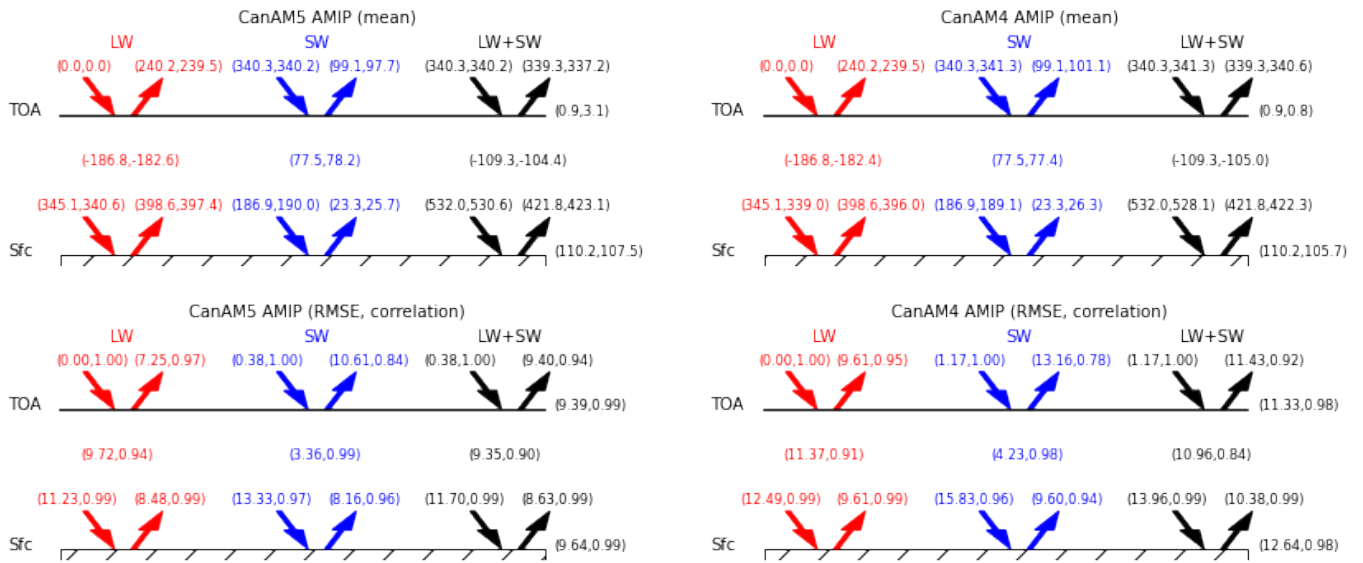 CanAM5 AMIP (mean)
LW SW LW+SW
(0.0,0.0) (240.2,239.5) (340.3,340.2) (99.1,97.7) (340.3,340.2) (339.3,337.2)
TOA (0.9,3.1)
(-186.8,-182.6) (77.5,78.2) (-109.3,-104.4)
(345.1,340.6) (398.6,397.4) (186.9,190.0) (23.3,25.7) (532.0,530.6) (421.8,423.1)
Sfc (110.2,107.5)
CanAM4 AMIP (mean)
LW SW LW+SW
(0.0,0.0) (240.2,239.5) (340.3,341.3) (99.1,101.1) (340.3,341.3) (339.3,340.6)
TOA (0.9,0.8)
(-186.8,-182.4) (77.5,77.4) (-109.3,-105.0)
(345.1,339.0) (398.6,396.0) (186.9,189.1) (23.3,26.3) (532.0,528.1) (421.8,422.3)
Sfc (110.2,105.7)
CanAM5 AMIP (RMSE, correlation)
LW SW LW+SW
(0.00,1.00) (7.25,0.97) (0.38,1.00) (10.61,0.84) (0.38,1.00) (9.40,0.94)
TOA (9.39,0.99)
(9.72,0.94) (3.36,0.99) (9.35,0.90)
(11.23,0.99) (8.48,0.99) (13.33,0.97) (8.16,0.96) (11.70,0.99) (8.63,0.99)
Sfc (9.64,0.99)
CanAM4 AMIP (RMSE, correlation)
LW SW LW+SW
(0.00,1.00) (9.61,0.95) (1.17,1.00) (13.16,0.78) (1.17,1.00) (11.43,0.92)
TOA (11.33,0.98)
(11.37,0.91) (4.23,0.98) (10.96,0.84)
(12.49,0.99) (9.61,0.99) (15.83,0.96) (9.60,0.94) (13.96,0.99) (10.38,0.99)
Sfc (12.64,0.98)